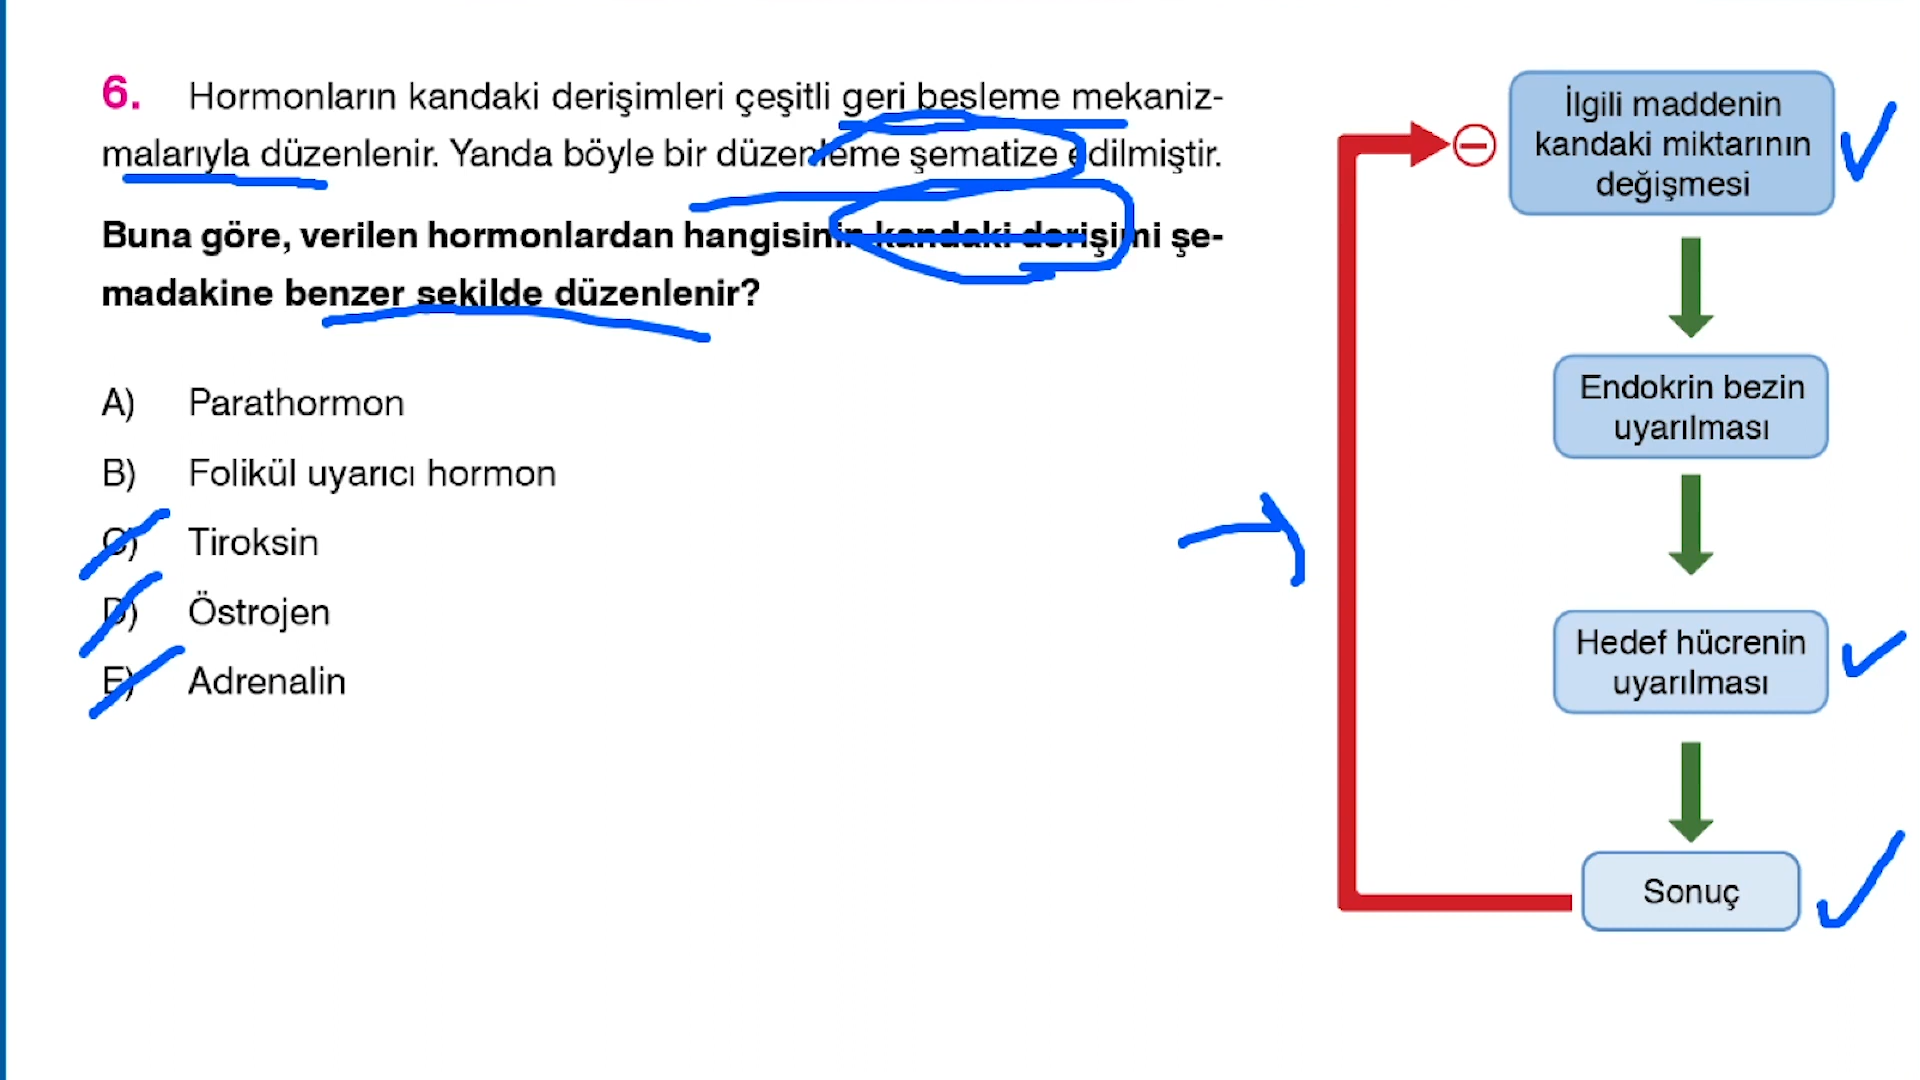 6. Hormonların kandaki derişimleri çeşitli geri besleme mekaniz-
malarıyla düzenlenir. Yanda böyle bir düzenleme şematize edilmiştir.
Buna göre, verilen hormonlardan hangisinin kandaki derişimi şe-
madakine benzer şekilde düzenlenir?
A) Parathormon
B) Folikül uyarıcı hormon
C) Tiroksin
D) Östrojen
E) Adrenalin
İlgili maddenin
kandaki miktarının
değişmesi
Endokrin bezin
uyarılması
Hedef hücrenin
uyarılması
Sonuç